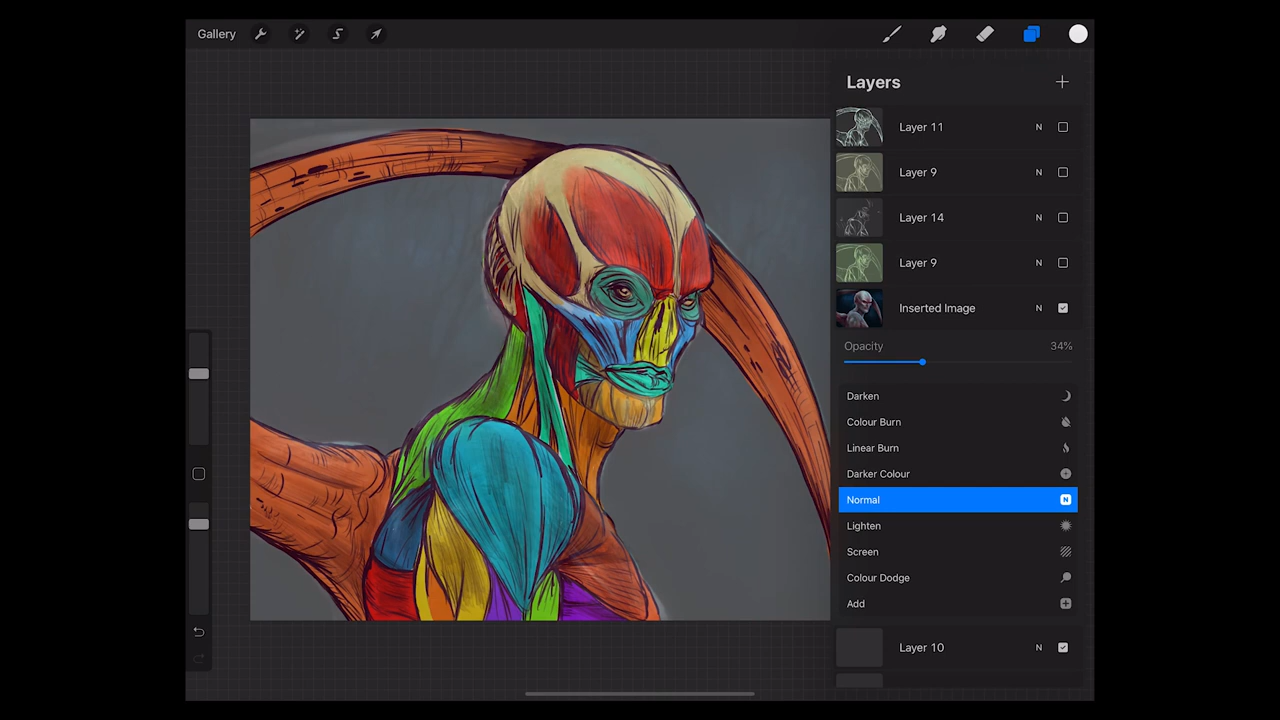 Gallery
Layers
Layer 11 N
Layer 9 N
Layer 14 N
Layer 9 N
Inserted Image N
Opacity 34%
Darken
Colour Burn
Linear Burn
Darker Colour
Normal N
Lighten
Screen
Colour Dodge
Add
Layer 10 N